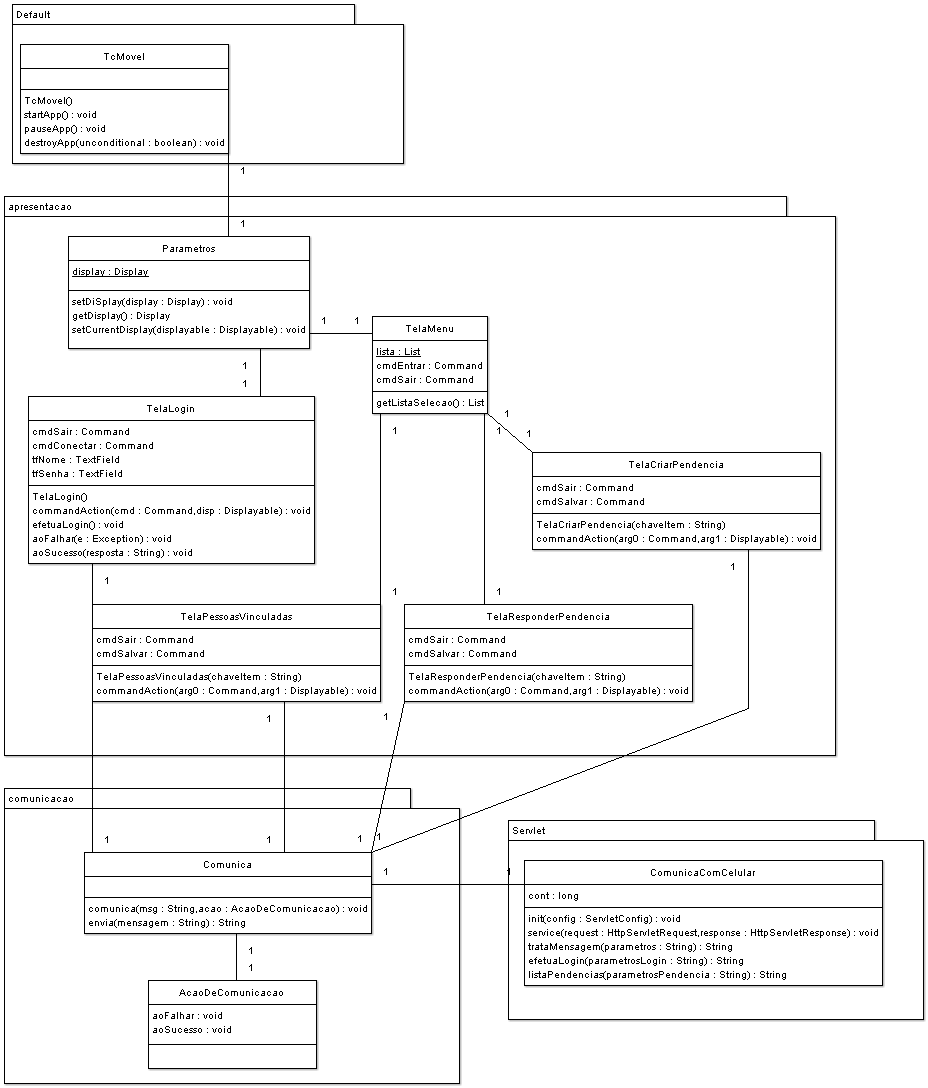 Default
TcMovel
TcMovel()
startApp() : void
pauseApp() : void
destroyApp(unconditional : boolean) : void
1
apresentacao
1
Parametros
display : Display
setDiSplay(display : Display) : void
getDisplay() : Display
setCurrentDisplay(displayable : Displayable) : void
1
1
TelaMenu
lista : List
cmdEntrar : Command
cmdSair : Command
getListaSelecao() : List
1
1
TelaLogin
cmdSair : Command
cmdConectar : Command
tfNome : TextField
tfSenha : TextField
TelaLogin()
commandAction(cmd : Command,disp : Displayable) : void
efetuaLogin() : void
aoFalhar(e : Exception) : void
aoSucesso(resposta : String) : void
1
1
1
1
TelaCriarPendencia
cmdSair : Command
cmdSalvar : Command
TelaCriarPendencia(chaveItem : String)
commandAction(arg0 : Command,arg1 : Displayable) : void
1
1
1
1
TelaPessoasVinculadas
cmdSair : Command
cmdSalvar : Command
TelaPessoasVinculadas(chaveItem : String)
commandAction(arg0 : Command,arg1 : Displayable) : void
TelaResponderPendencia
cmdSair : Command
cmdSalvar : Command
TelaResponderPendencia(chaveItem : String)
commandAction(arg0 : Command,arg1 : Displayable) : void
1
1
comunicacao
1
1
1
1
Comunica
comunica(msg : String,acao : AcaoDeComunicacao) : void
envia(mensagem : String) : String
1
1
1
1
AcaoDeComunicacao
aoFalhar : void
aoSucesso : void
Servlet
ComunicaComCelular
cont : long
init(config : ServletConfig) : void
service(request : HttpServletRequest,response : HttpServletResponse) : void
trataMensagem(parametros : String) : String
efetuaLogin(parametrosLogin : String) : String
listaPendencias(parametrosPendencia : String) : String